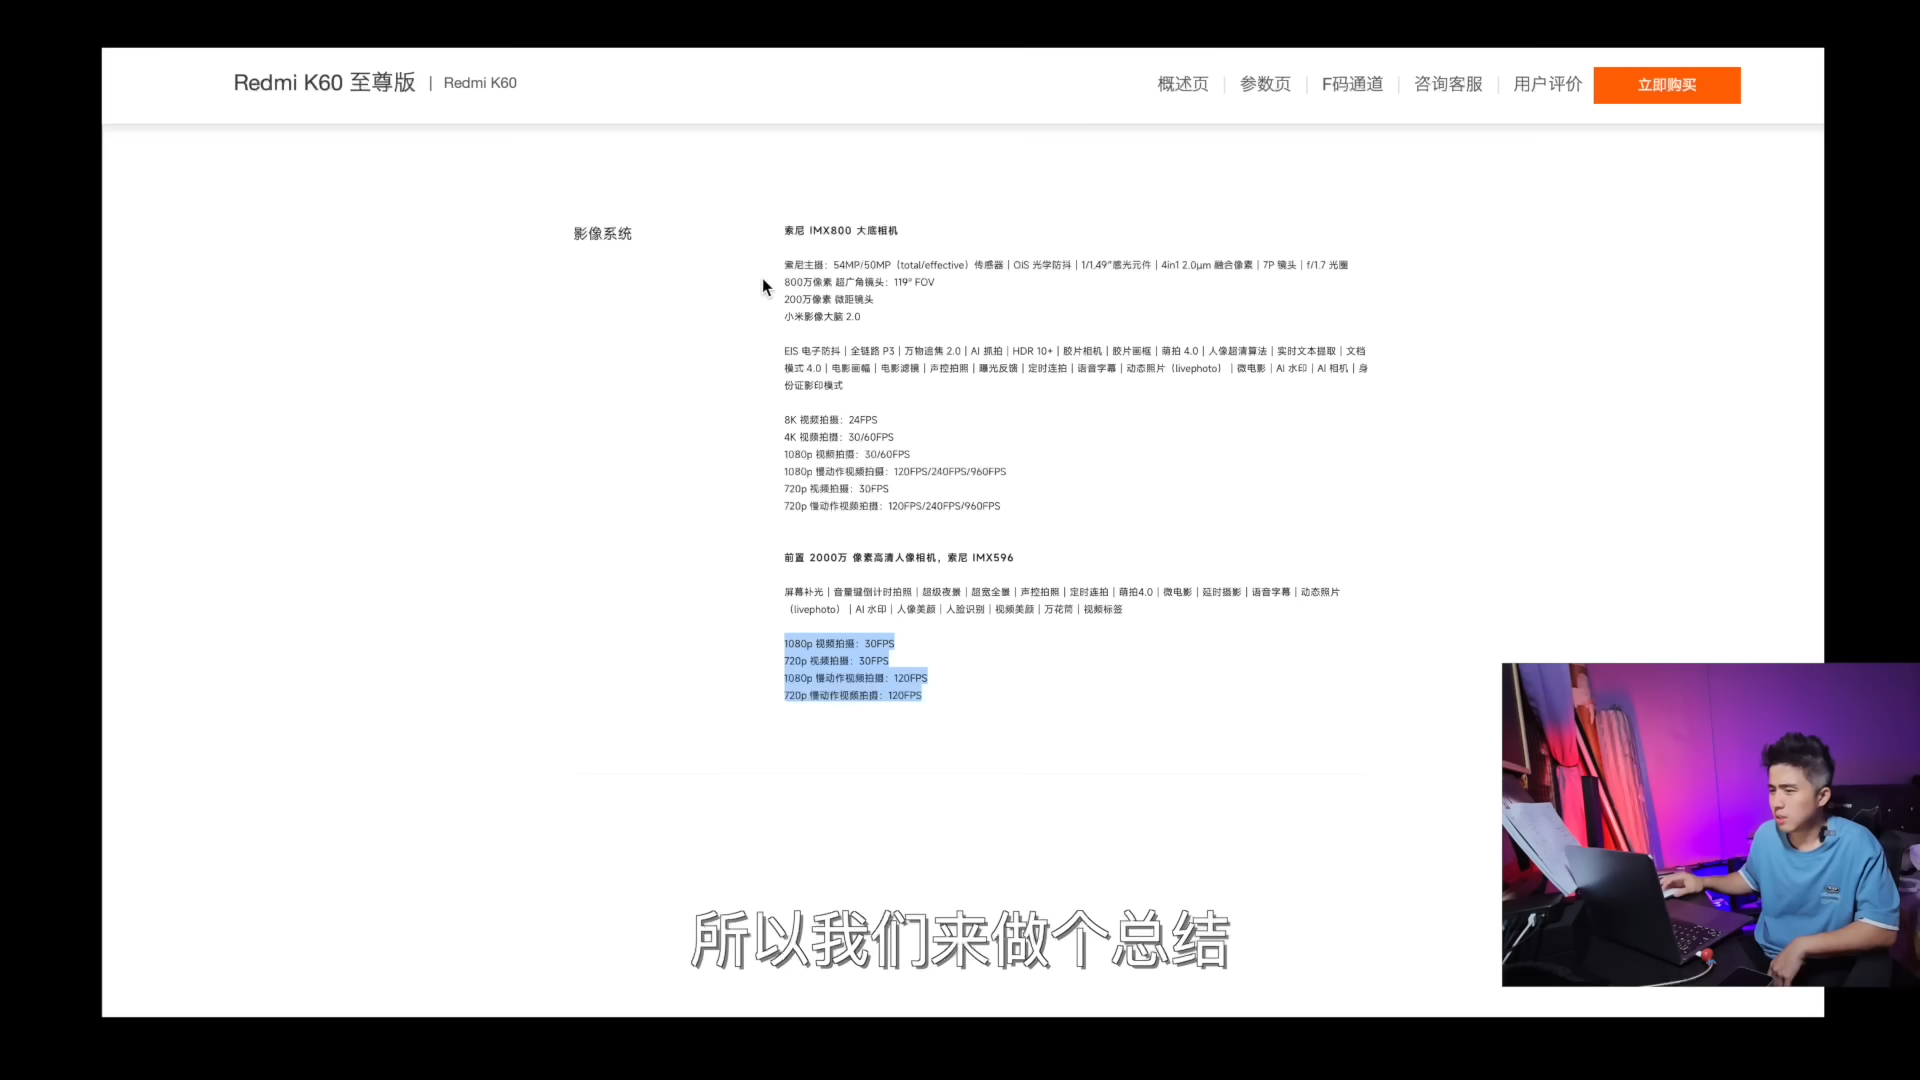 Redmi K60 至尊版 | Redmi K60
概述页 | 参数页 | F码通道 | 咨询客服 | 用户评价 立即购买
影像系统
索尼 IMX800 大底相机
索尼主摄：54MP/50MP（total/effective）传感器 | OIS 光学防抖 | 1/1.49"感光元件 | 4in1 2.0μm 融合像素 | 7P 镜头 | f/1.7 光圈
800万像素 超广角镜头：119° FOV
200万像素 微距镜头
小米影像大脑 2.0
EIS 电子防抖 | 全链路 P3 | 万物追焦 2.0 | AI 抓拍 | HDR 10+ | 胶片相机 | 胶片画框 | 萌拍 4.0 | 人像超清算法 | 实时文本提取 | 文档
模式 4.0 | 电影画幅 | 电影滤镜 | 声控拍照 | 曝光反馈 | 定时连拍 | 语音字幕 | 动态照片（livephoto） | 微电影 | AI 水印 | AI 相机 | 身
份证影印模式
8K 视频拍摄：24FPS
4K 视频拍摄：30/60FPS
1080p 视频拍摄：30/60FPS
1080p 慢动作视频拍摄：120FPS/240FPS/960FPS
720p 视频拍摄：30FPS
720p 慢动作视频拍摄：120FPS/240FPS/960FPS
前置 2000万 像素高清人像相机，索尼 IMX596
屏幕补光 | 音量键倒计时拍照 | 超级夜景 | 超宽全景 | 声控拍照 | 定时连拍 | 萌拍4.0 | 微电影 | 延时摄影 | 语音字幕 | 动态照片
（livephoto） | AI 水印 | 人像美颜 | 人脸识别 | 视频美颜 | 万花筒 | 视频标签
1080p 视频拍摄：30FPS
720p 视频拍摄：30FPS
1080p 慢动作视频拍摄：120FPS
720p 慢动作视频拍摄：120FPS
所以我们来做个总结